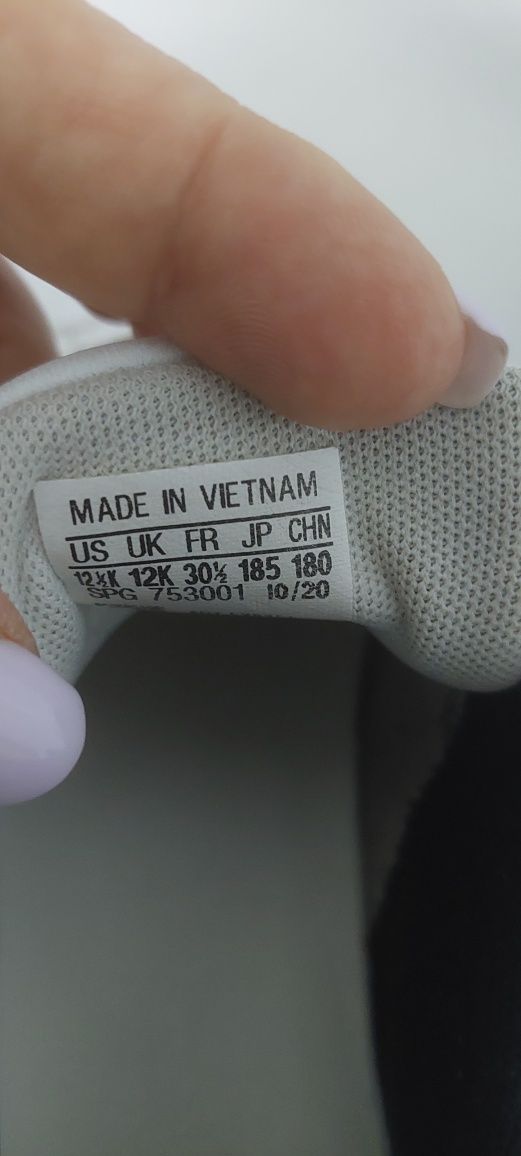 MADE IN VIETNAM
US UK FR JP CHN
12½K 12K 30½ 185 180
SPG 753001 10/20